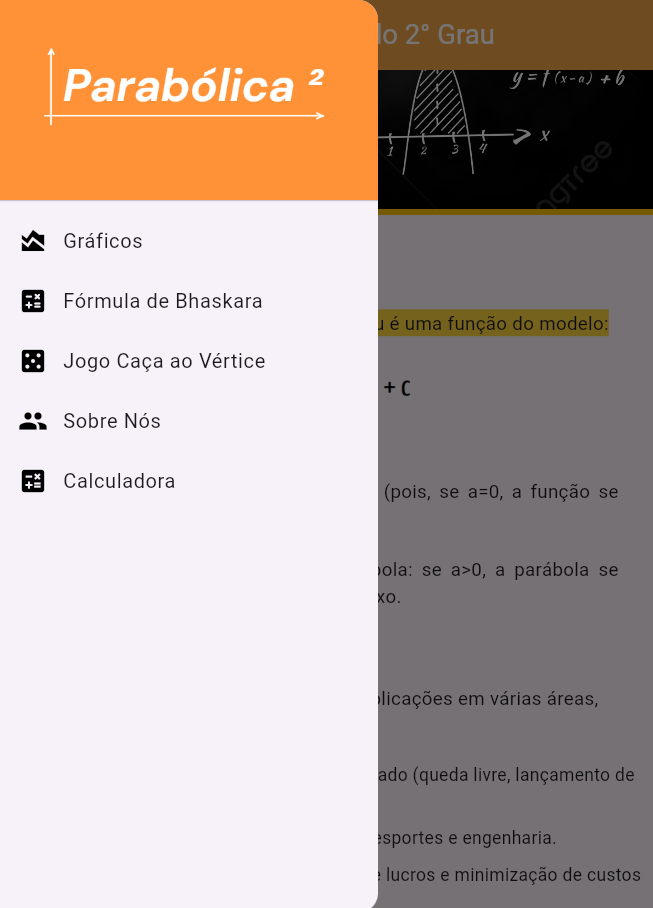 Parabólica ²
Gráficos
Fórmula de Bhaskara
Jogo Caça ao Vértice
Sobre Nós
Calculadora
do 2° Grau
y=f(x-a)+b
1 2 3 4 x
u é uma função do modelo:
+ c
(pois, se a=0, a função se
bola: se a>0, a parábola se
xo.
plicações em várias áreas,
ado (queda livre, lançamento de
esportes e engenharia.
e lucros e minimização de custos